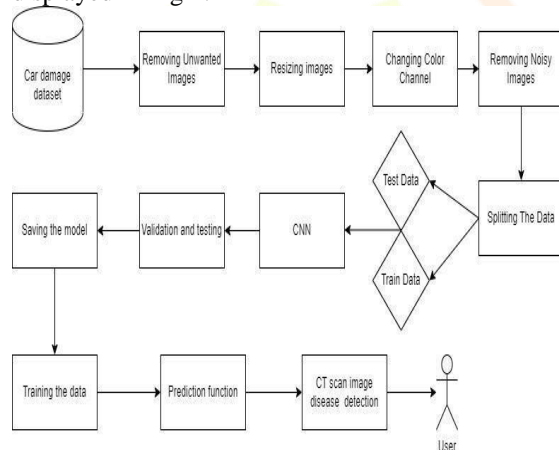 Car damage
dataset
Removing Unwanted
Images
Resizing images
Changing Color
Channel
Removing Noisy
Images
Test Data
Splitting The Data
Train Data
CNN
Validation and testing
Saving the model
Training the data
Prediction function
CT scan image
disease detection
User